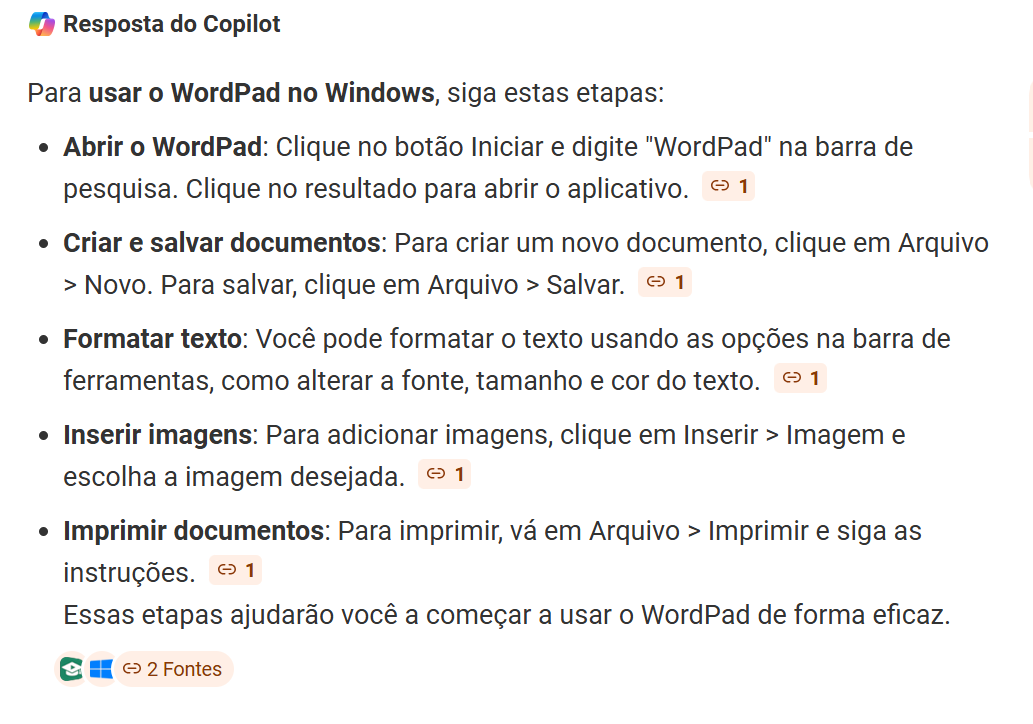 Resposta do Copilot
Para usar o WordPad no Windows, siga estas etapas:
• Abrir o WordPad: Clique no botão Iniciar e digite "WordPad" na barra de
pesquisa. Clique no resultado para abrir o aplicativo. 1
• Criar e salvar documentos: Para criar um novo documento, clique em Arquivo
> Novo. Para salvar, clique em Arquivo > Salvar. 1
• Formatar texto: Você pode formatar o texto usando as opções na barra de
ferramentas, como alterar a fonte, tamanho e cor do texto. 1
• Inserir imagens: Para adicionar imagens, clique em Inserir > Imagem e
escolha a imagem desejada. 1
• Imprimir documentos: Para imprimir, vá em Arquivo > Imprimir e siga as
instruções. 1
Essas etapas ajudarão você a começar a usar o WordPad de forma eficaz.
2 Fontes